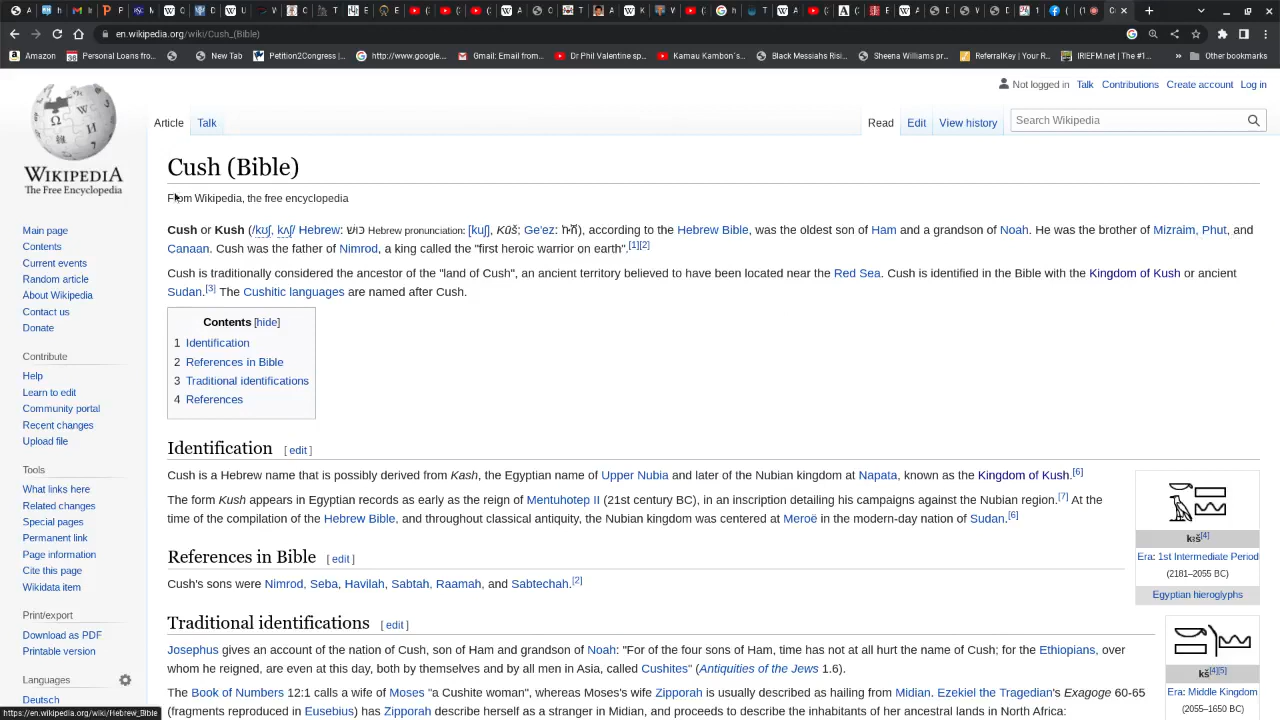 en.wikipedia.org/wiki/Cush_(Bible)
Amazon
Personal Loans fro...
New Tab
Petition2Congress |...
http://www.google....
Gmail: Email from...
Dr Phil Valentine sp...
Kamau Kambon`s...
Black Messiahs Risi...
Sheena Williams pr...
ReferralKey | Your R...
IRIEFM.net | The #1...
»
Other bookmarks
Not logged in Talk Contributions Create account Log in
Article Talk
Read Edit View history
Search Wikipedia
WIKIPEDIA
The Free Encyclopedia
Main page
Contents
Current events
Random article
About Wikipedia
Contact us
Donate
Contribute
Help
Learn to edit
Community portal
Recent changes
Upload file
Tools
What links here
Related changes
Special pages
Permanent link
Page information
Cite this page
Wikidata item
Print/export
Download as PDF
Printable version
Languages
Deutsch
https://en.wikipedia.org/wiki/Hebrew_Bible
Cush (Bible)
From Wikipedia, the free encyclopedia
Cush or Kush (/kʊʃ, kʌʃ/ Hebrew: כּוּשׁ Hebrew pronunciation: [kuʃ], Kūš; Ge'ez: ኩሽ), according to the Hebrew Bible, was the oldest son of Ham and a grandson of Noah. He was the brother of Mizraim, Phut, and
Canaan. Cush was the father of Nimrod, a king called the "first heroic warrior on earth".[1][2]
Cush is traditionally considered the ancestor of the "land of Cush", an ancient territory believed to have been located near the Red Sea. Cush is identified in the Bible with the Kingdom of Kush or ancient
Sudan.[3] The Cushitic languages are named after Cush.
Contents [hide]
1 Identification
2 References in Bible
3 Traditional identifications
4 References
Identification [ edit ]
Cush is a Hebrew name that is possibly derived from Kash, the Egyptian name of Upper Nubia and later of the Nubian kingdom at Napata, known as the Kingdom of Kush.[6]
The form Kush appears in Egyptian records as early as the reign of Mentuhotep II (21st century BC), in an inscription detailing his campaigns against the Nubian region.[7] At the
time of the compilation of the Hebrew Bible, and throughout classical antiquity, the Nubian kingdom was centered at Meroë in the modern-day nation of Sudan.[6]
kꜣš[4]
Era: 1st Intermediate Period
(2181–2055 BC)
Egyptian hieroglyphs
References in Bible [ edit ]
Cush's sons were Nimrod, Seba, Havilah, Sabtah, Raamah, and Sabtechah.[2]
Traditional identifications [ edit ]
Josephus gives an account of the nation of Cush, son of Ham and grandson of Noah: "For of the four sons of Ham, time has not at all hurt the name of Cush; for the Ethiopians, over
whom he reigned, are even at this day, both by themselves and by all men in Asia, called Cushites" (Antiquities of the Jews 1.6).
The Book of Numbers 12:1 calls a wife of Moses "a Cushite woman", whereas Moses's wife Zipporah is usually described as hailing from Midian. Ezekiel the Tragedian's Exagoge 60-65
(fragments reproduced in Eusebius) has Zipporah describe herself as a stranger in Midian, and proceeds to describe the inhabitants of her ancestral lands in North Africa:
kš[4][5]
Era: Middle Kingdom
(2055–1650 BC)